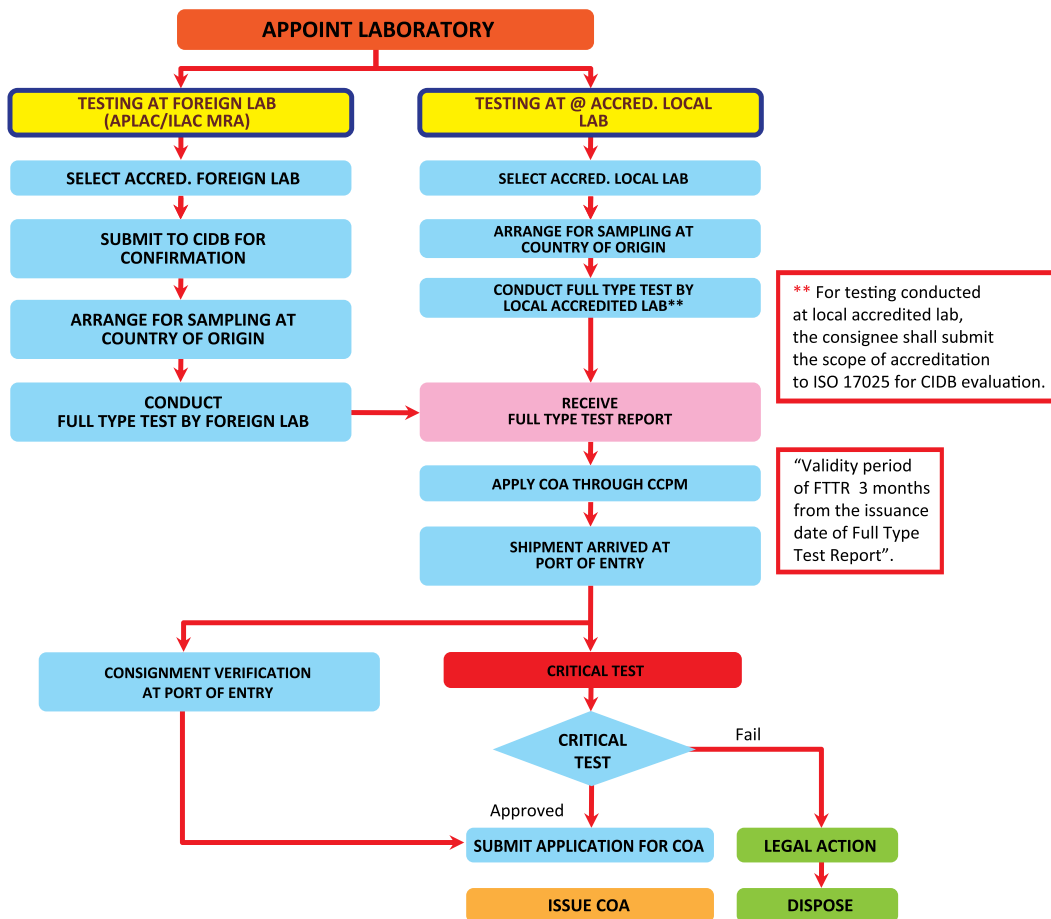 APPOINT LABORATORY
TESTING AT FOREIGN LAB
(APLAC/ILAC MRA)
TESTING AT @ ACCRED. LOCAL
LAB
SELECT ACCRED. FOREIGN LAB
SELECT ACCRED. LOCAL LAB
SUBMIT TO CIDB FOR
CONFIRMATION
ARRANGE FOR SAMPLING AT
COUNTRY OF ORIGIN
CONDUCT FULL TYPE TEST BY
LOCAL ACCREDITED LAB**
** For testing conducted
at local accredited lab,
the consignee shall submit
the scope of accreditation
to ISO 17025 for CIDB evaluation.
ARRANGE FOR SAMPLING AT
COUNTRY OF ORIGIN
CONDUCT
FULL TYPE TEST BY FOREIGN LAB
RECEIVE
FULL TYPE TEST REPORT
APPLY COA THROUGH CCPM
“Validity period
of FTTR  3 months
from the issuance
date of Full Type
Test Report”.
SHIPMENT ARRIVED AT
PORT OF ENTRY
CONSIGNMENT VERIFICATION
AT PORT OF ENTRY
CRITICAL TEST
CRITICAL
TEST
Fail
Approved
SUBMIT APPLICATION FOR COA
LEGAL ACTION
ISSUE COA
DISPOSE